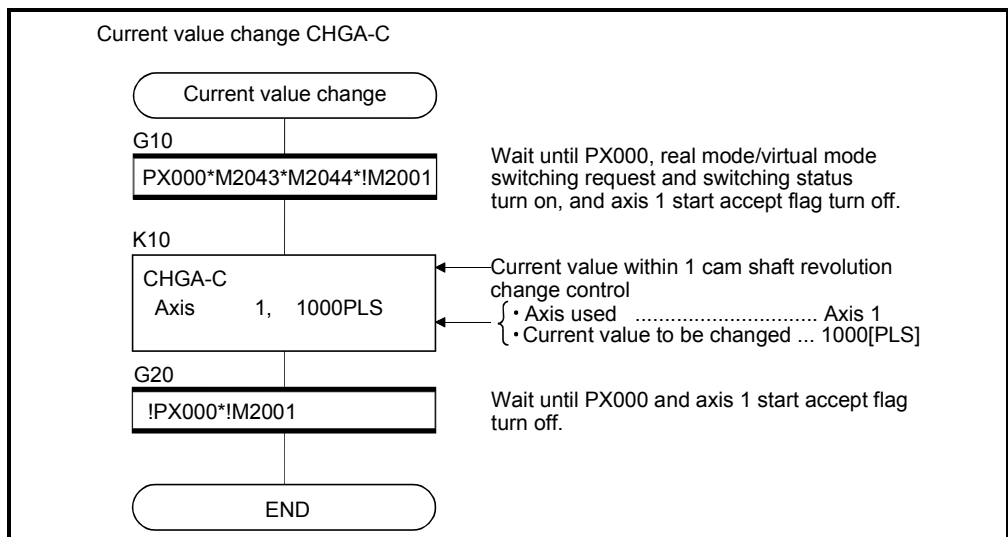 Current value change CHGA-C
Current value change
G10
PX000*M2043*M2044*!M2001
Wait until PX000, real mode/virtual mode
switching request and switching status
turn on, and axis 1 start accept flag turn off.
K10
CHGA-C
Axis 1, 1000PLS
Current value within 1 cam shaft revolution
change control
• Axis used ............................... Axis 1
• Current value to be changed ... 1000[PLS]
G20
!PX000*!M2001
Wait until PX000 and axis 1 start accept flag
turn off.
END